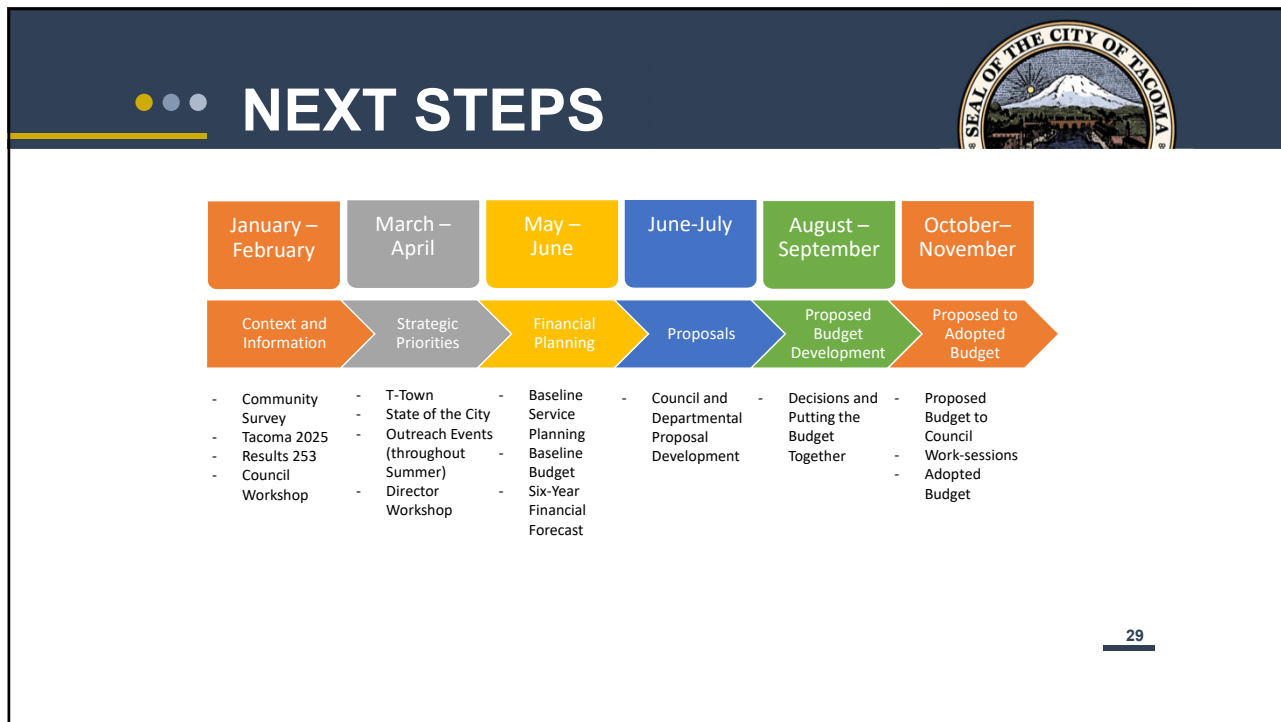 NEXT STEPS
SEAL OF THE CITY OF TACOMA
January –
February
March –
April
May –
June
June-July
August –
September
October–
November
Context and
Information
Strategic
Priorities
Financial
Planning
Proposals
Proposed
Budget
Development
Proposed to
Adopted
Budget
- Community
Survey
- Tacoma 2025
- Results 253
- Council
Workshop
- T-Town
- State of the City
- Outreach Events
(throughout
Summer)
- Director
Workshop
- Baseline
Service
Planning
- Baseline
Budget
- Six-Year
Financial
Forecast
- Council and
Departmental
Proposal
Development
- Decisions and
Putting the
Budget
Together
- Proposed
Budget to
Council
- Work-sessions
- Adopted
Budget
29